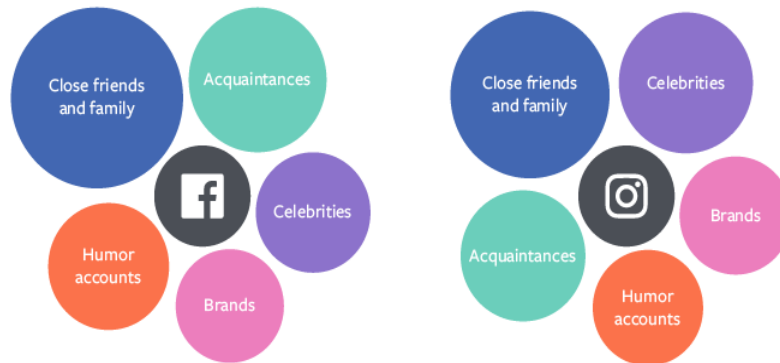 Close friends
and family
Acquaintances
Celebrities
Brands
Humor
accounts
Close friends
and family
Celebrities
Brands
Humor
accounts
Acquaintances